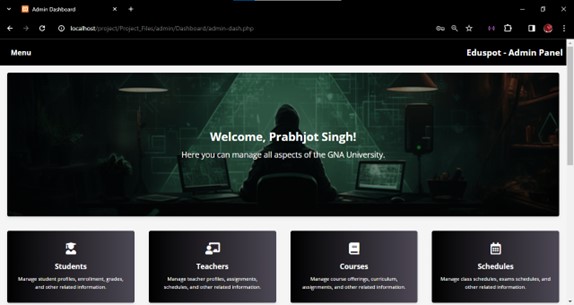 Admin Dashboard
localhost/project/Project_Files/admin/Dashboard/admin-dash.php
Menu
Eduspot - Admin Panel
Welcome, Prabhjot Singh!
Here you can manage all aspects of the GNA University.
Students
Manage student profiles, enrollment, grades,
and other related information.
Teachers
Manage teacher profiles, assignments,
schedules, and other related information.
Courses
Manage course offerings, curriculum,
assignments, and other related information.
Schedules
Manage class schedules, exams schedules, and
other related information.